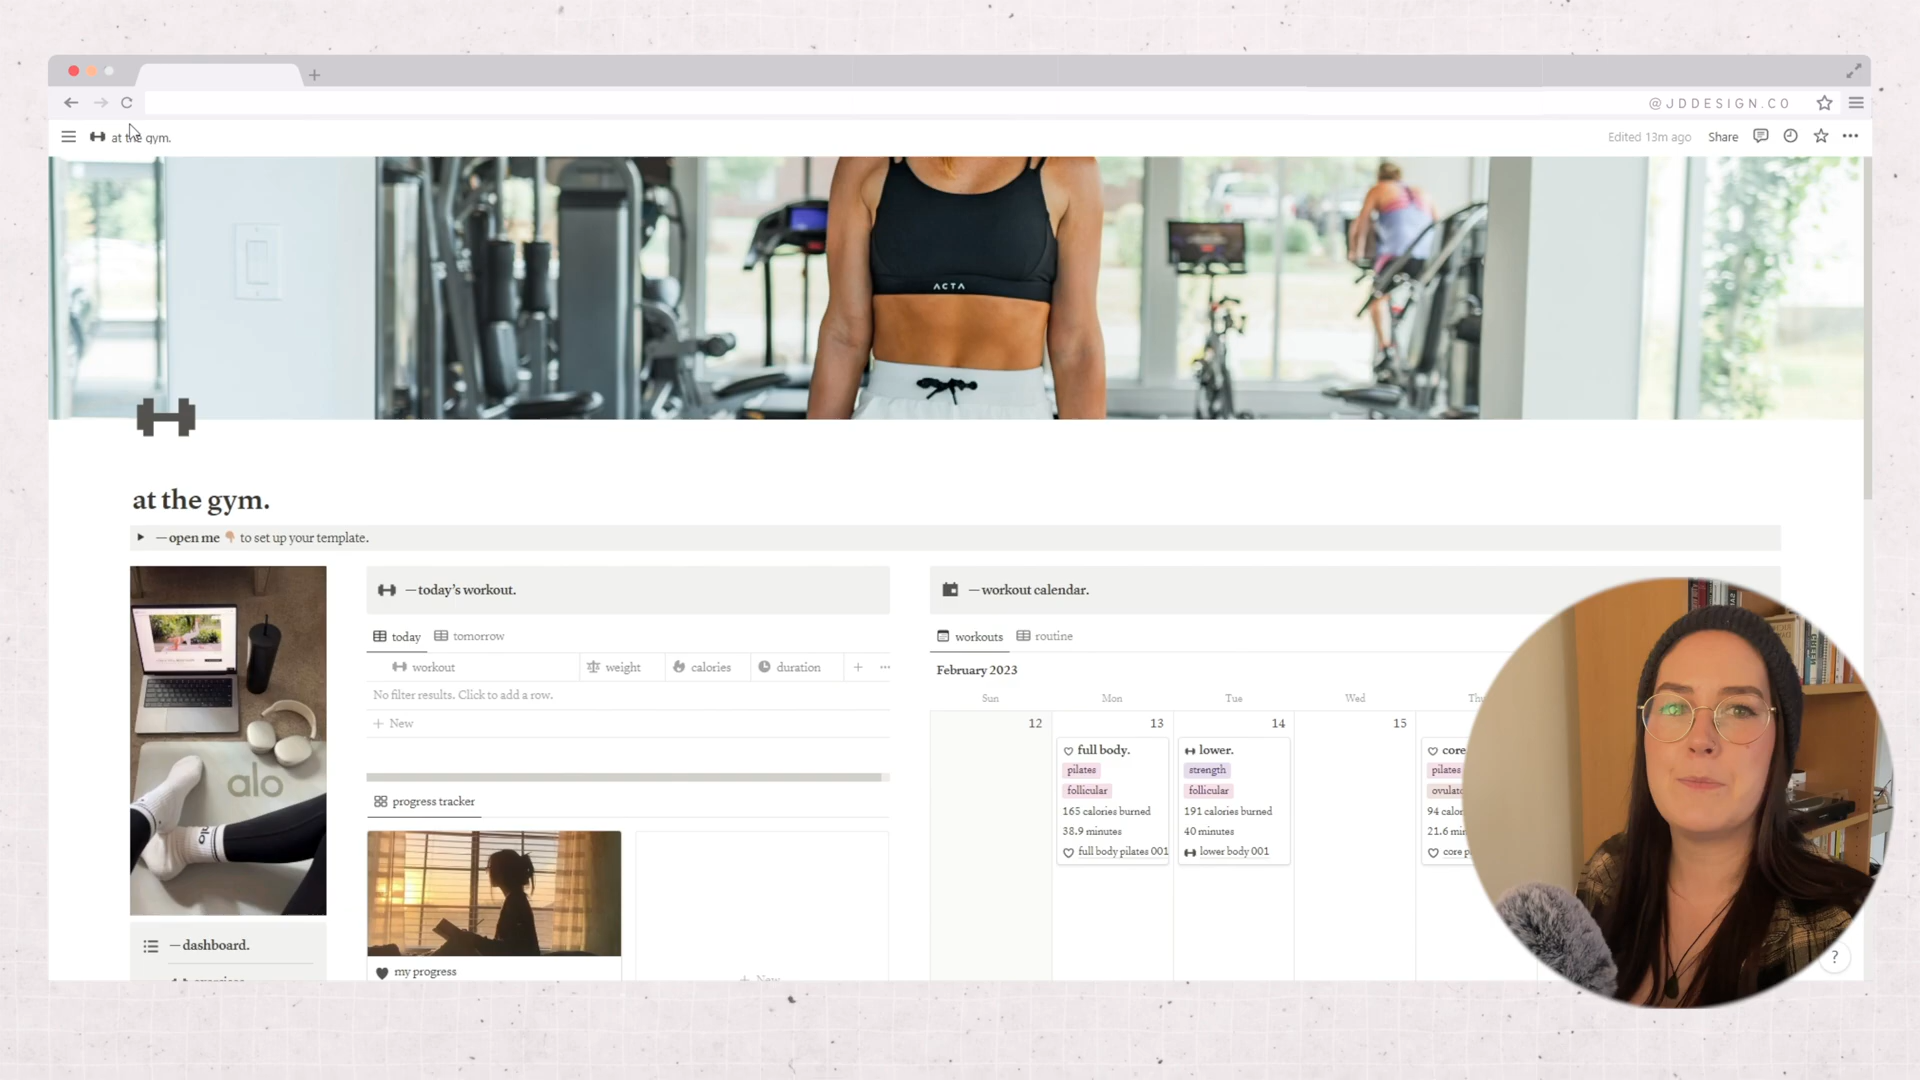 @JDDESIGN.CO
at the gym.
Edited 13m ago
Share
ACTA
at the gym.
— open me to set up your template.
— today's workout.
today
tomorrow
workout
weight
calories
duration
No filter results. Click to add a row.
+ New
progress tracker
my progress
+ New
alo
— dashboard.
— workout calendar.
workouts
routine
February 2023
Sun
Mon
Tue
Wed
12
13
14
15
full body.
pilates
follicular
165 calories burned
38.9 minutes
full body pilates 001
lower.
strength
follicular
191 calories burned
40 minutes
lower body 001
core
pilates
?